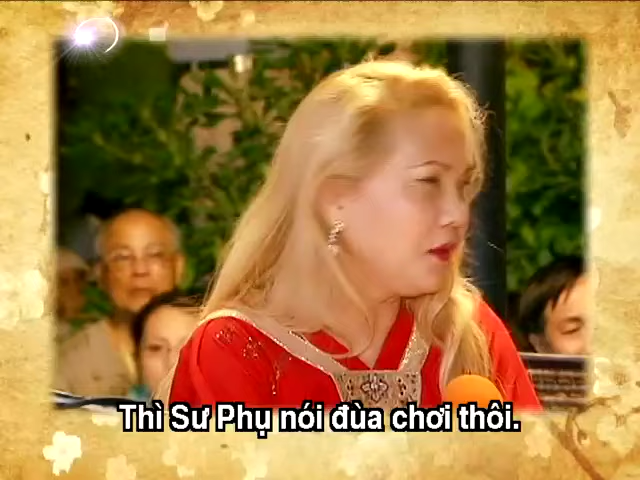 Thì Sư Phụ nói đùa chơi thôi.